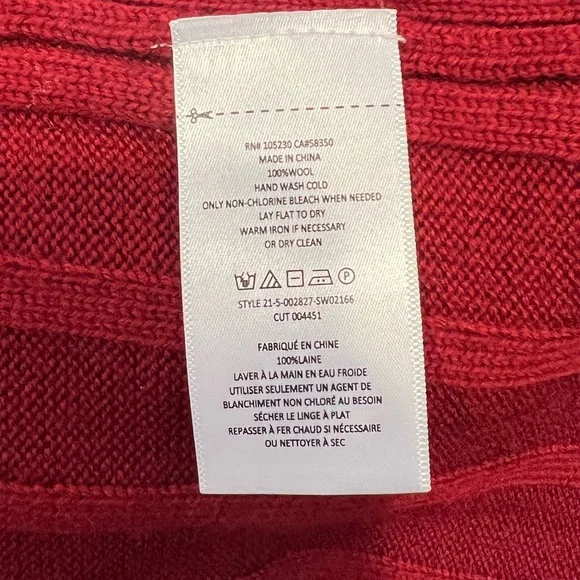 RN# 105230 CA#58350
MADE IN CHINA
100%WOOL
HAND WASH COLD
ONLY NON-CHLORINE BLEACH WHEN NEEDED
LAY FLAT TO DRY
WARM IRON IF NECESSARY
OR DRY CLEAN
P
STYLE 21-5-002827-SW02166
CUT 004451
FABRIQUÉ EN CHINE
100%LAINE
LAVER À LA MAIN EN EAU FROIDE
UTILISER SEULEMENT UN AGENT DE
BLANCHIMENT NON CHLORÉ AU BESOIN
SÉCHER LE LINGE À PLAT
REPASSER À FER CHAUD SI NÉCESSAIRE
OU NETTOYER À SEC